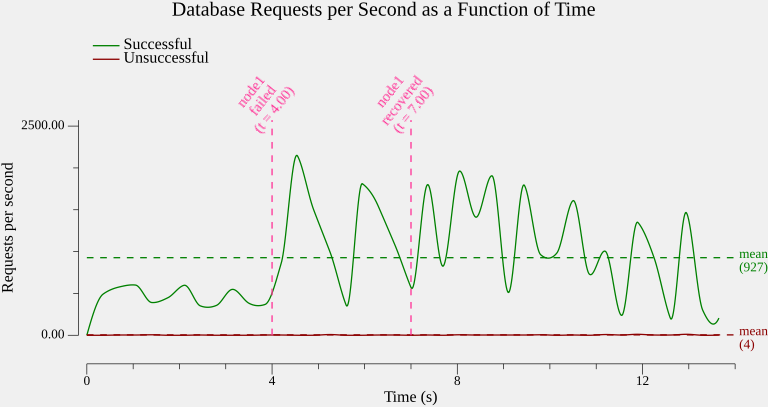 Database Requests per Second as a Function of Time
Successful
Unsuccessful
node1
failed
(t = 4.00)
node1
recovered
(t = 7.00)
2500.00
Requests per second
mean
(927)
0.00
mean
(4)
0
4
8
12
Time (s)